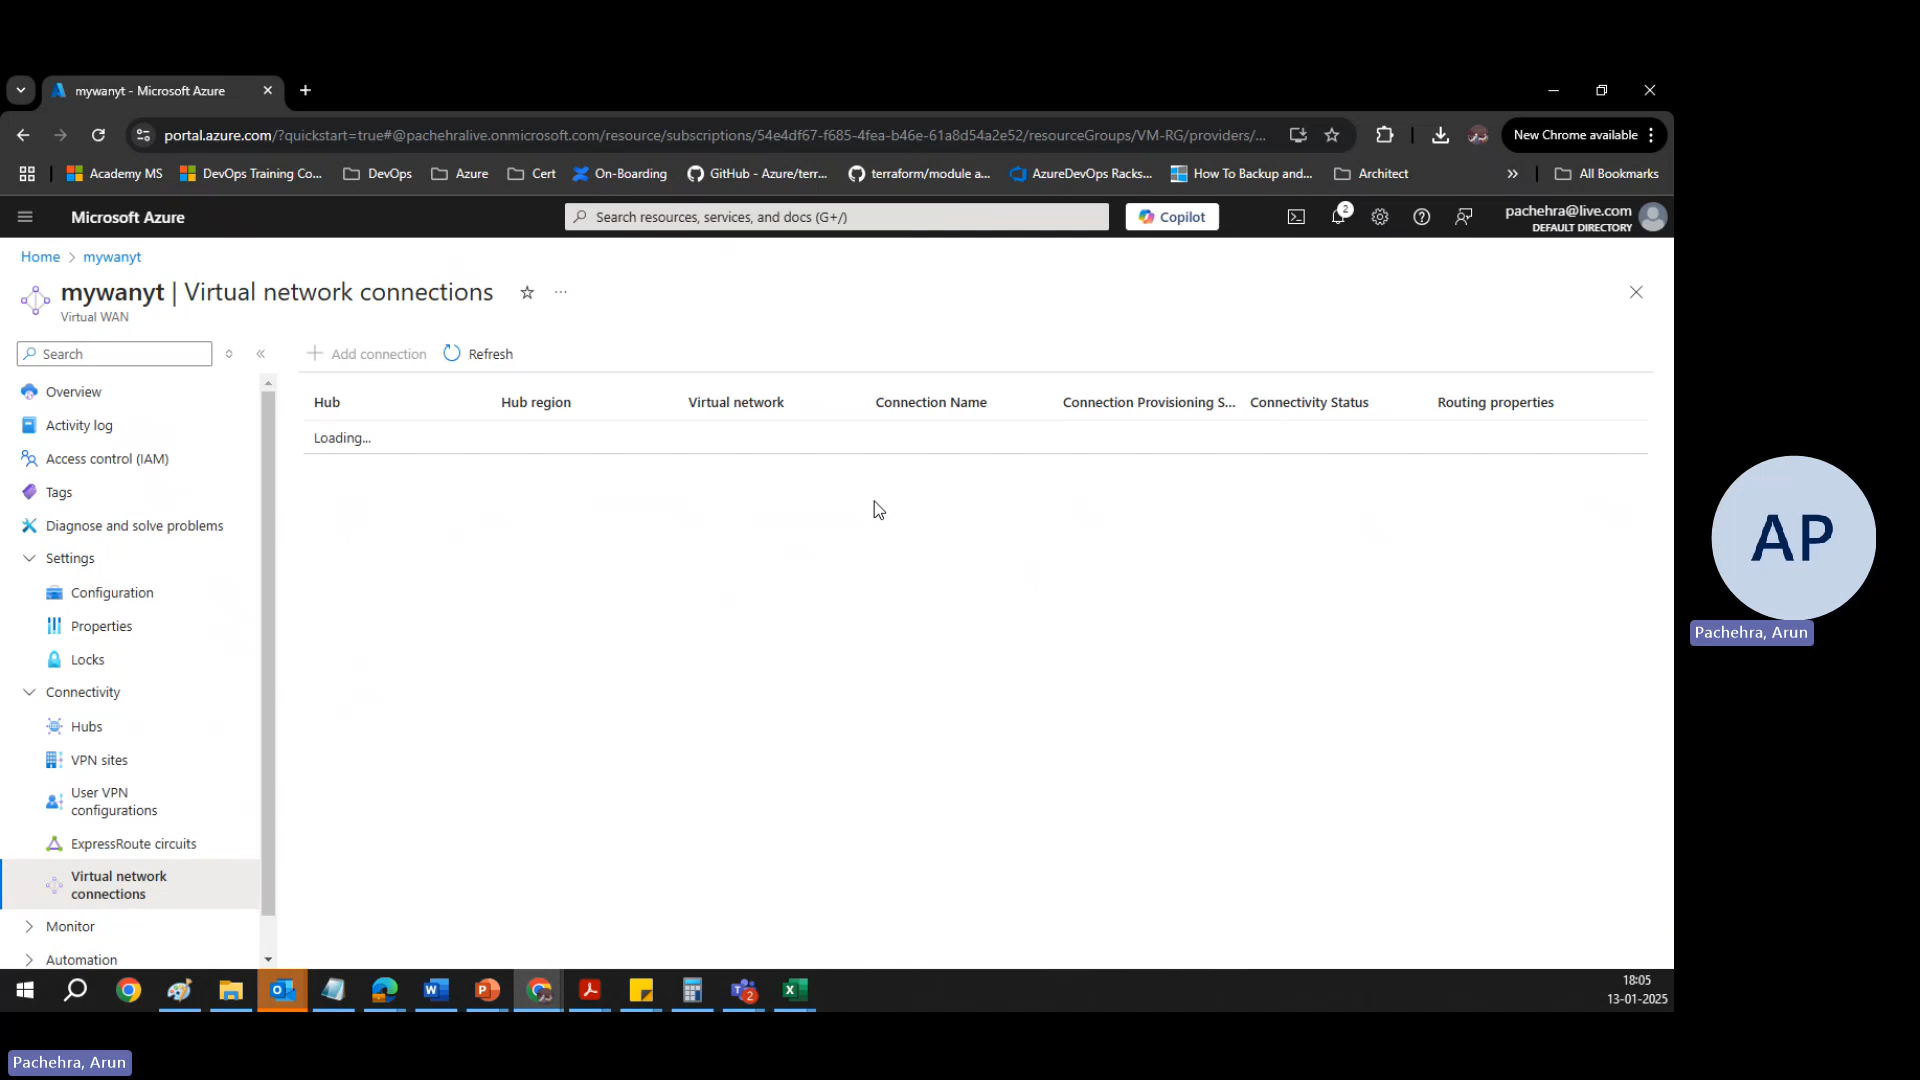 mywanyt - Microsoft Azure
portal.azure.com/?quickstart=true#@pachehralive.onmicrosoft.com/resource/subscriptions/54e4df67-f685-4fea-b46e-61a8d54a2e52/resourceGroups/VM-RG/providers/...
New Chrome available
Academy MS
DevOps Training Co...
DevOps
Azure
Cert
On-Boarding
GitHub - Azure/terr...
terraform/module a...
AzureDevOps Racks...
How To Backup and...
Architect
All Bookmarks
Microsoft Azure
Search resources, services, and docs (G+/)
Copilot
2
pachehra@live.com
DEFAULT DIRECTORY
Home > mywanyt
mywanyt | Virtual network connections
Virtual WAN
Search
Add connection
Refresh
Overview
Activity log
Access control (IAM)
Tags
Diagnose and solve problems
Settings
Configuration
Properties
Locks
Connectivity
Hubs
VPN sites
User VPN
configurations
ExpressRoute circuits
Virtual network
connections
Monitor
Automation
Hub
Hub region
Virtual network
Connection Name
Connection Provisioning S...
Connectivity Status
Routing properties
Loading...
AP
Pachehra, Arun
18:05
13-01-2025
Pachehra, Arun